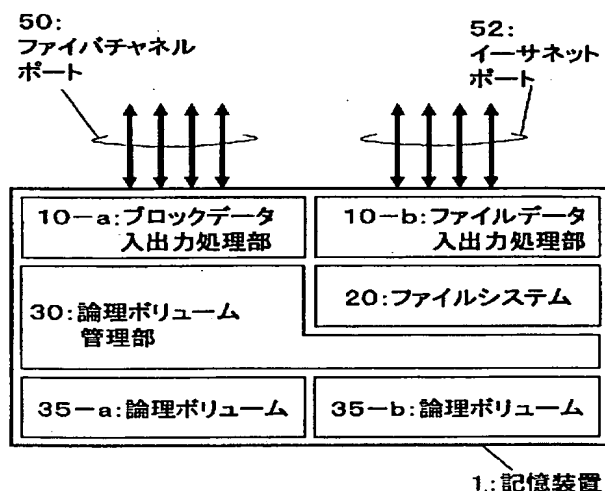 50:
ファイバチャネル
ポート
52:
イーサネット
ポート
10-a:ブロックデータ
入出力処理部
10-b:ファイルデータ
入出力処理部
30:論理ボリューム
管理部
20:ファイルシステム
35-a:論理ボリューム
35-b:論理ボリューム
1:記憶装置